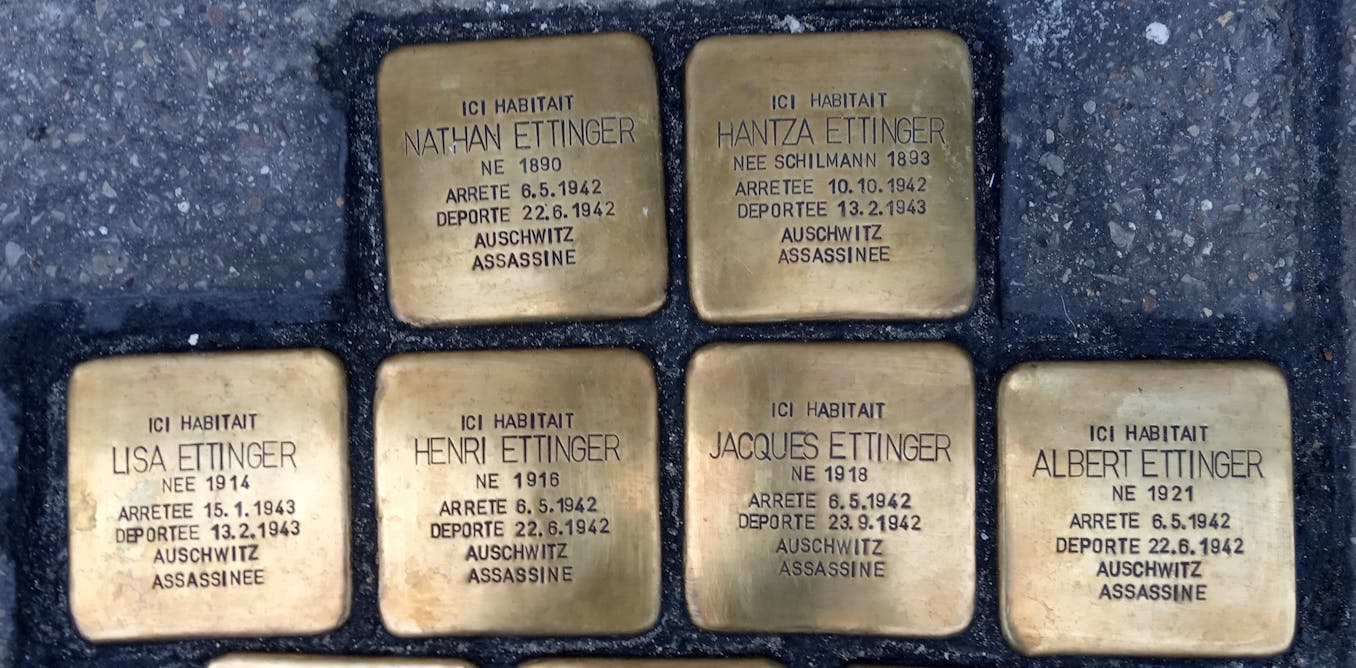 ICI HABITAIT
NATHAN ETTINGER
NE 1890
ARRETE 6.5.1942
DEPORTE 22.6.1942
AUSCHWITZ
ASSASSINE
ICI HABITAIT
HANTZA ETTINGER
NEE SCHILMANN 1893
ARRETEE 10.10.1942
DEPORTEE 13.2.1943
AUSCHWITZ
ASSASSINEE
ICI HABITAIT
LISA ETTINGER
NEE 1914
ARRETEE 15.1.1943
DEPORTEE 13.2.1943
AUSCHWITZ
ASSASSINEE
ICI HABITAIT
HENRI ETTINGER
NE 1916
ARRETE 6.5.1942
DEPORTE 22.6.1942
AUSCHWITZ
ASSASSINE
ICI HABITAIT
JACQUES ETTINGER
NE 1918
ARRETE 6.5.1942
DEPORTE 23.9.1942
AUSCHWITZ
ASSASSINE
ICI HABITAIT
ALBERT ETTINGER
NE 1921
ARRETE 6.5.1942
DEPORTE 22.6.1942
AUSCHWITZ
ASSASSINE